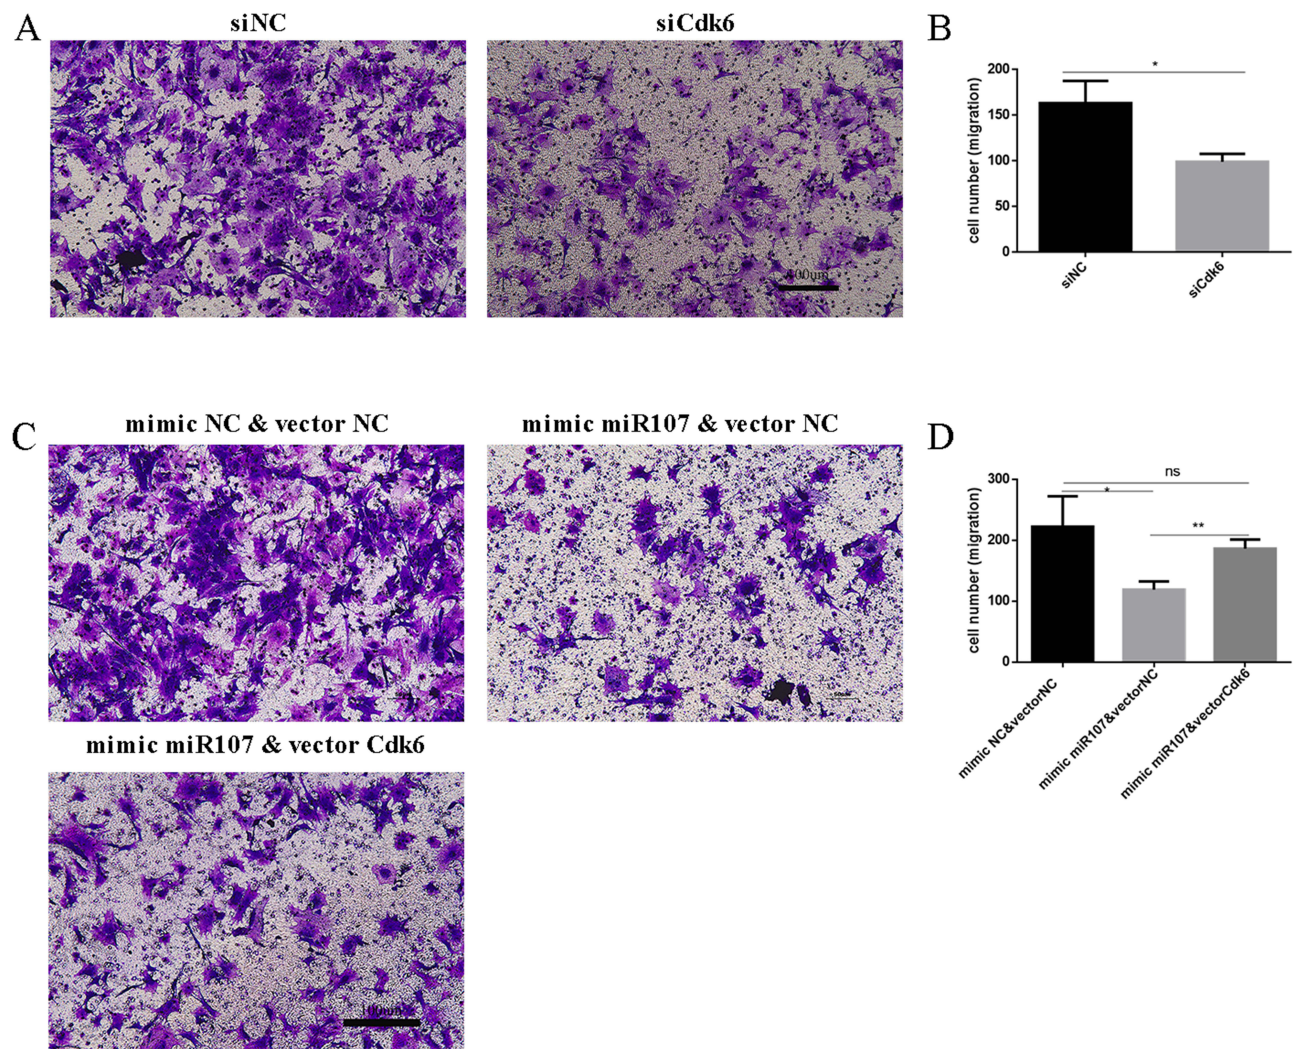 A
siNC
siCdk6
100um
B
200
150
100
50
0
cell number (migration)
*
siNC
siCdk6
C
mimic NC & vector NC
mimic miR107 & vector NC
mimic miR107 & vector Cdk6
100um
D
300
200
100
0
cell number (migration)
ns
*
**
mimic NC&vectorNC
mimic miR107&vectorNC
mimic miR107&vectorCdk6